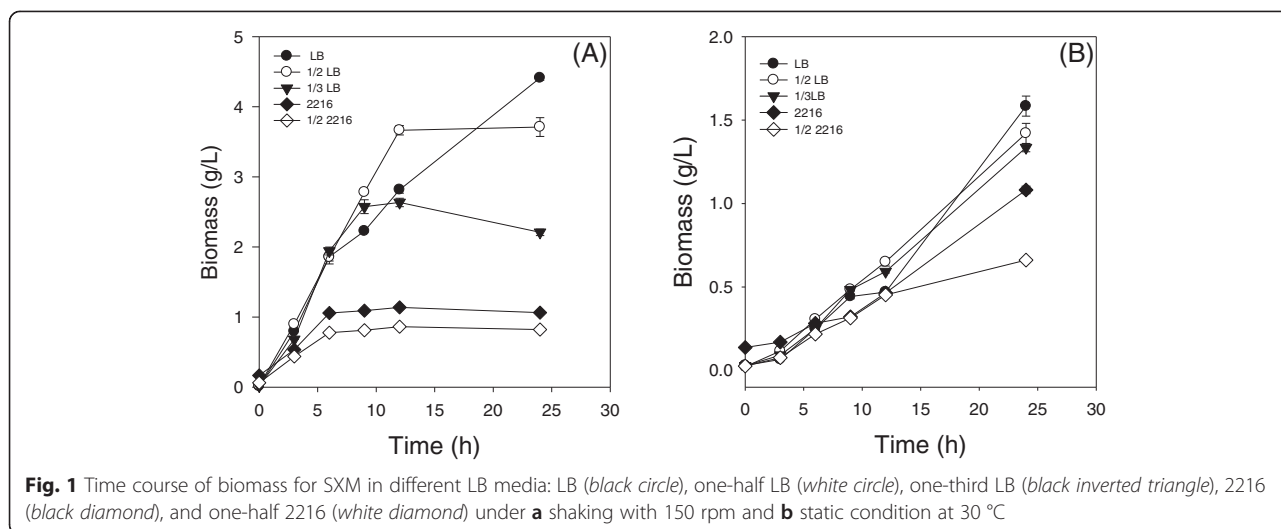 (A)
5
4
3
2
1
0
Biomass (g/L)
LB
1/2 LB
1/3 LB
2216
1/2 2216
0 5 10 15 20 25 30
Time (h)
(B)
2.0
1.5
1.0
0.5
0.0
Biomass (g/L)
LB
1/2 LB
1/3LB
2216
1/2 2216
0 5 10 15 20 25 30
Time (h)
Fig. 1 Time course of biomass for SXM in different LB media: LB (black circle), one-half LB (white circle), one-third LB (black inverted triangle), 2216
(black diamond), and one-half 2216 (white diamond) under a shaking with 150 rpm and b static condition at 30 °C